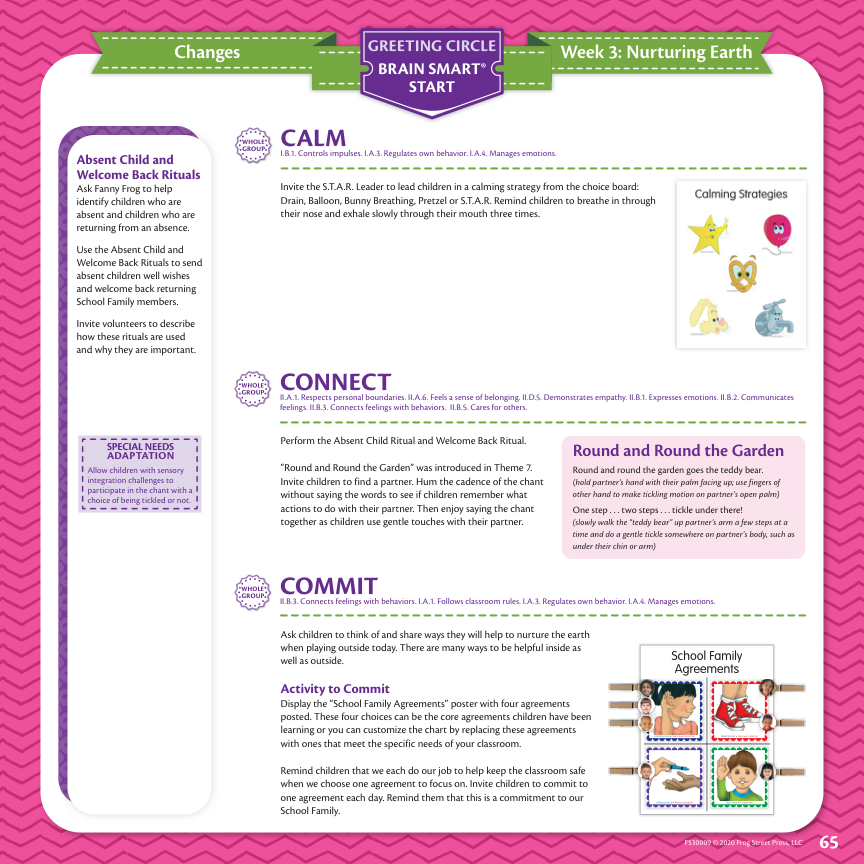 Changes
GREETING CIRCLE
BRAIN SMART®
START
Week 3: Nurturing Earth
Absent Child and
Welcome Back Rituals
Ask Fanny Frog to help
identify children who are
absent and children who are
returning from an absence.
Use the Absent Child and
Welcome Back Rituals to send
absent children well wishes
and welcome back returning
School Family members.
Invite volunteers to describe
how these rituals are used
and why they are important.
SPECIAL NEEDS
ADAPTATION
Allow children with sensory
integration challenges to
participate in the chant with a
choice of being tickled or not.
WHOLE
GROUP
CALM
I.B.1. Controls impulses. I.A.3. Regulates own behavior. I.A.4. Manages emotions.
Invite the S.T.A.R. Leader to lead children in a calming strategy from the choice board:
Drain, Balloon, Bunny Breathing, Pretzel or S.T.A.R. Remind children to breathe in through
their nose and exhale slowly through their mouth three times.
Calming Strategies
WHOLE
GROUP
CONNECT
II.A.1. Respects personal boundaries. II.A.6. Feels a sense of belonging. II.D.5. Demonstrates empathy. II.B.1. Expresses emotions. II.B.2. Communicates
feelings. II.B.3. Connects feelings with behaviors. II.B.5. Cares for others.
Perform the Absent Child Ritual and Welcome Back Ritual.
“Round and Round the Garden” was introduced in Theme 7.
Invite children to find a partner. Hum the cadence of the chant
without saying the words to see if children remember what
actions to do with their partner. Then enjoy saying the chant
together as children use gentle touches with their partner.
Round and Round the Garden
Round and round the garden goes the teddy bear.
(hold partner’s hand with their palm facing up; use fingers of
other hand to make tickling motion on partner’s open palm)
One step . . . two steps . . . tickle under there!
(slowly walk the “teddy bear” up partner’s arm a few steps at a
time and do a gentle tickle somewhere on partner’s body, such as
under their chin or arm)
WHOLE
GROUP
COMMIT
II.B.3. Connects feelings with behaviors. I.A.1. Follows classroom rules. I.A.3. Regulates own behavior. I.A.4. Manages emotions.
Ask children to think of and share ways they will help to nurture the earth
when playing outside today. There are many ways to be helpful inside as
well as outside.
Activity to Commit
Display the “School Family Agreements” poster with four agreements
posted. These four choices can be the core agreements children have been
learning or you can customize the chart by replacing these agreements
with ones that meet the specific needs of your classroom.
Remind children that we each do our job to help keep the classroom safe
when we choose one agreement to focus on. Invite children to commit to
one agreement each day. Remind them that this is a commitment to our
School Family.
School Family
Agreements
FS30009 © 2020 Frog Street Press, LLC
65